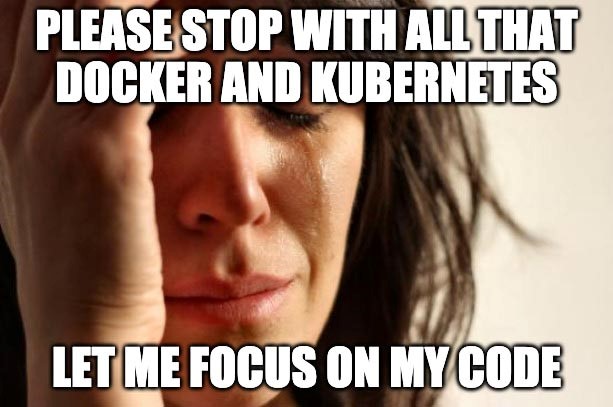 PLEASE STOP WITH ALL THAT
DOCKER AND KUBERNETES
LET ME FOCUS ON MY CODE